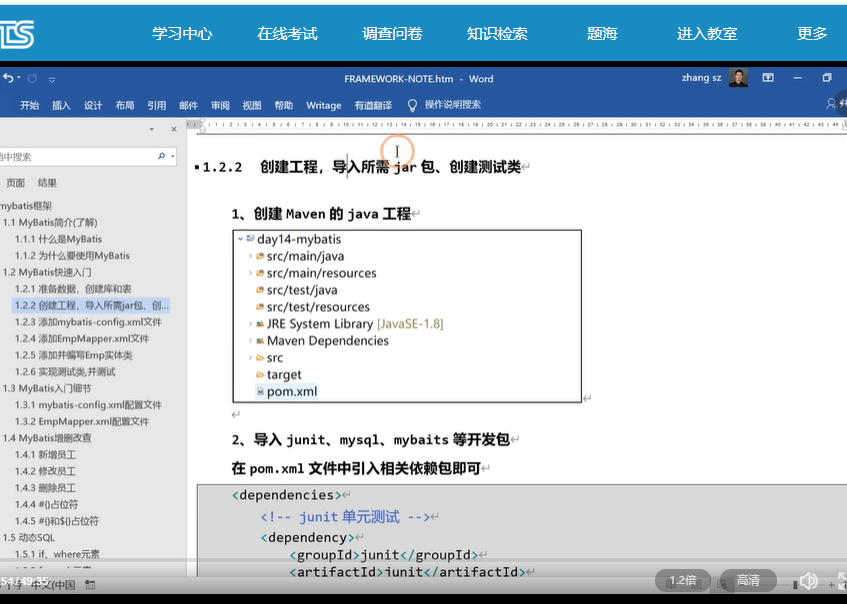 TS 学习中心 在线考试 调查问卷 知识检索 题海 进入教室 更多
FRAMEWORK-NOTE.htm - Word zhang sz
开始 插入 设计 布局 引用 邮件 审阅 视图 帮助 Writage 有道翻译 操作说明搜索
档中搜索
页面 结果
mybatis框架
1.1 MyBatis简介(了解)
1.1.1 什么是MyBatis
1.1.2 为什么要使用MyBatis
1.2 MyBatis快速入门
1.2.1 准备数据，创建库和表
1.2.2 创建工程，导入所需jar包、创...
1.2.3 添加mybatis-config.xml文件
1.2.4 添加EmpMapper.xml文件
1.2.5 添加并编写Emp实体类
1.2.6 实现测试类,并测试
1.3 MyBatis入门细节
1.3.1 mybatis-config.xml配置文件
1.3.2 EmpMapper.xml配置文件
1.4 MyBatis增删改查
1.4.1 新增员工
1.4.2 修改员工
1.4.3 删除员工
1.4.4 #{}占位符
1.4.5 #{}和${}占位符
1.5 动态SQL
1.5.1 if、where元素
1.2.2 创建工程，导入所需 jar 包、创建测试类
1、创建 Maven 的 java 工程
day14-mybatis
src/main/java
src/main/resources
src/test/java
src/test/resources
JRE System Library [JavaSE-1.8]
Maven Dependencies
src
target
pom.xml
2、导入 junit、mysql、mybaits 等开发包
在 pom.xml 文件中引入相关依赖包即可
<dependencies>
<!-- junit 单元测试 -->
<dependency>
<groupId>junit</groupId>
<artifactId>junit</artifactId>
54/49:35 个字 中文(中国 1.2倍 高清